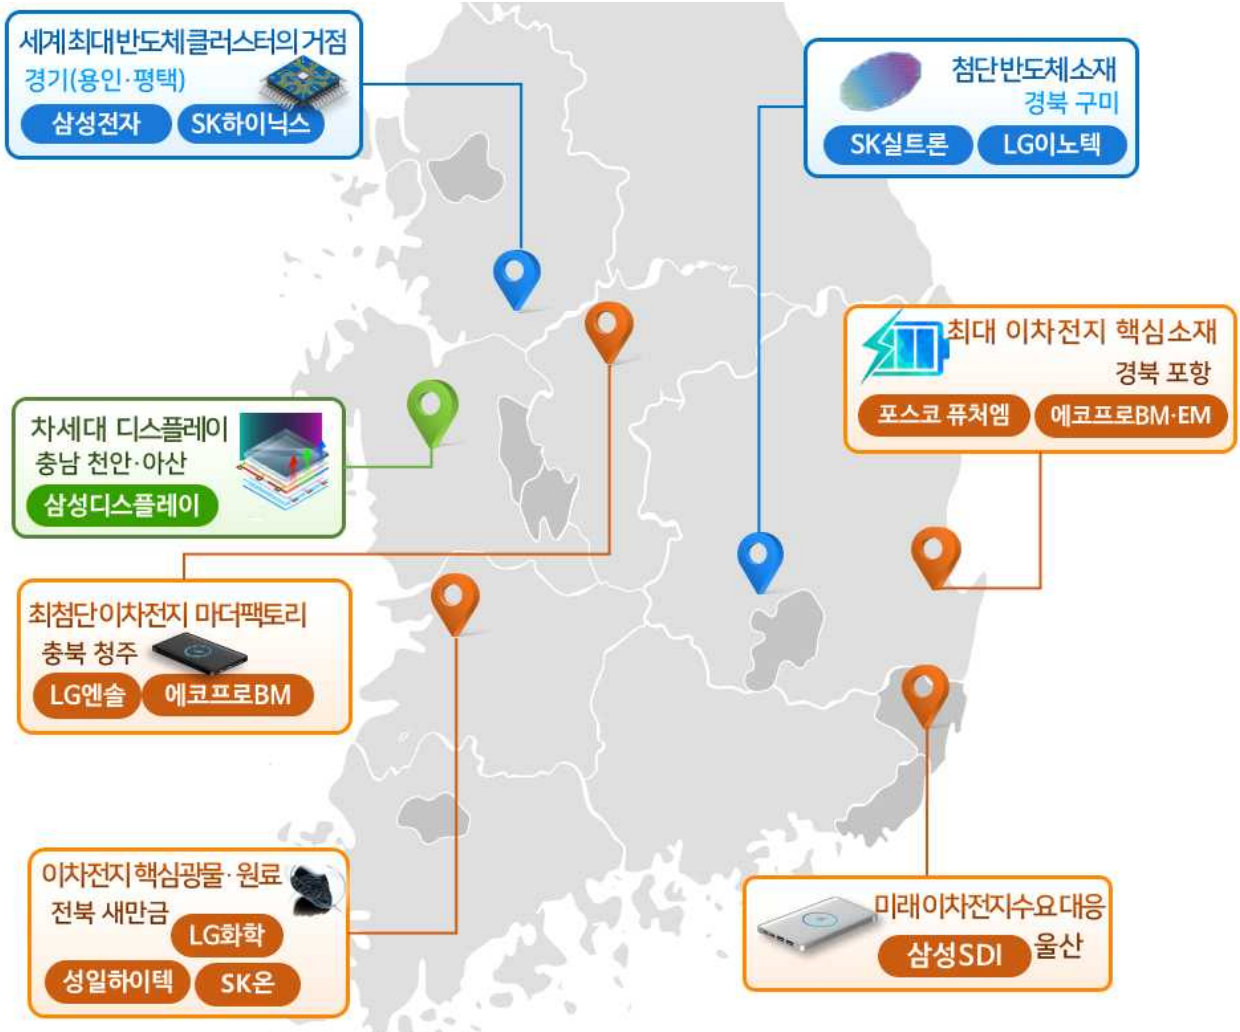 세계 최대 반도체 클러스터의 거점
경기(용인·평택)
삼성전자 SK하이닉스
첨단 반도체 소재
경북 구미
SK실트론 LG이노텍
최대 이차전지 핵심소재
경북 포항
포스코 퓨처엠 에코프로BM·EM
차세대 디스플레이
충남 천안·아산
삼성디스플레이
최첨단 이차전지 마더팩토리
충북 청주
LG엔솔 에코프로BM
이차전지 핵심광물·원료
전북 새만금
LG화학
성일하이텍 SK온
미래 이차전지 수요 대응
삼성SDI 울산